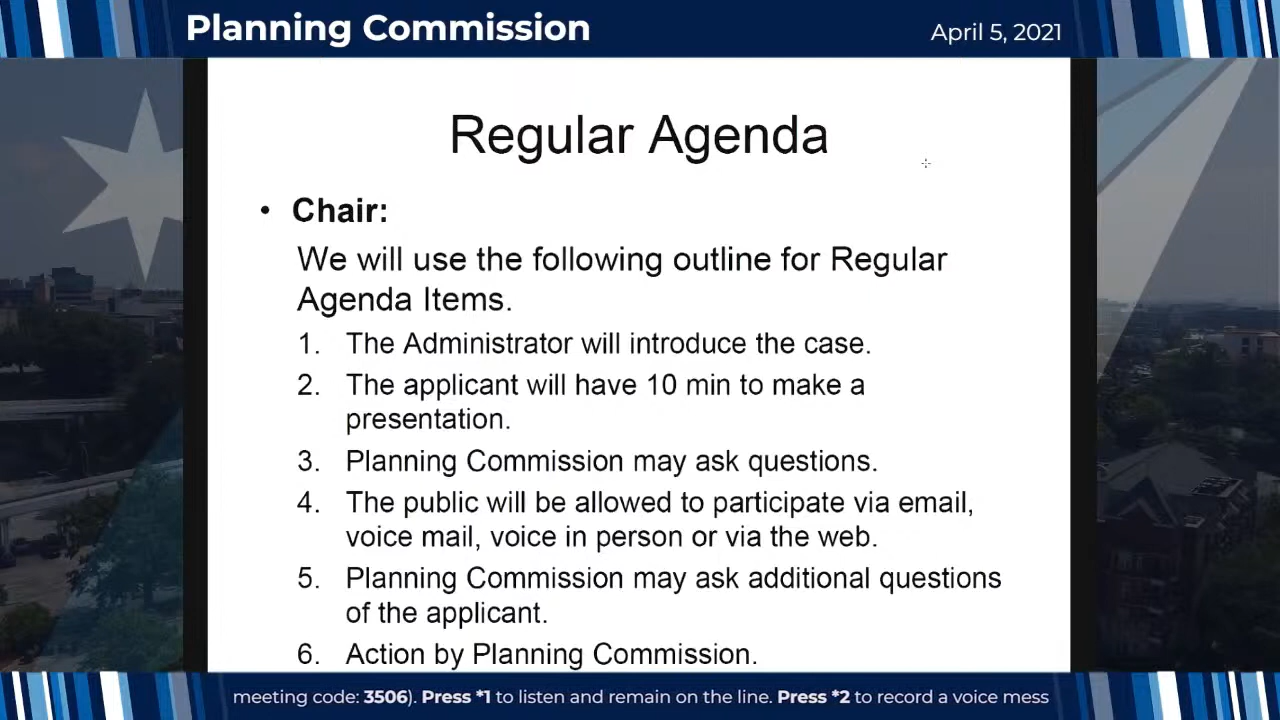 Planning Commission
April 5, 2021
Regular Agenda
• Chair:
We will use the following outline for Regular
Agenda Items.
1. The Administrator will introduce the case.
2. The applicant will have 10 min to make a
presentation.
3. Planning Commission may ask questions.
4. The public will be allowed to participate via email,
voice mail, voice in person or via the web.
5. Planning Commission may ask additional questions
of the applicant.
6. Action by Planning Commission.
meeting code: 3506). Press *1 to listen and remain on the line. Press *2 to record a voice mess